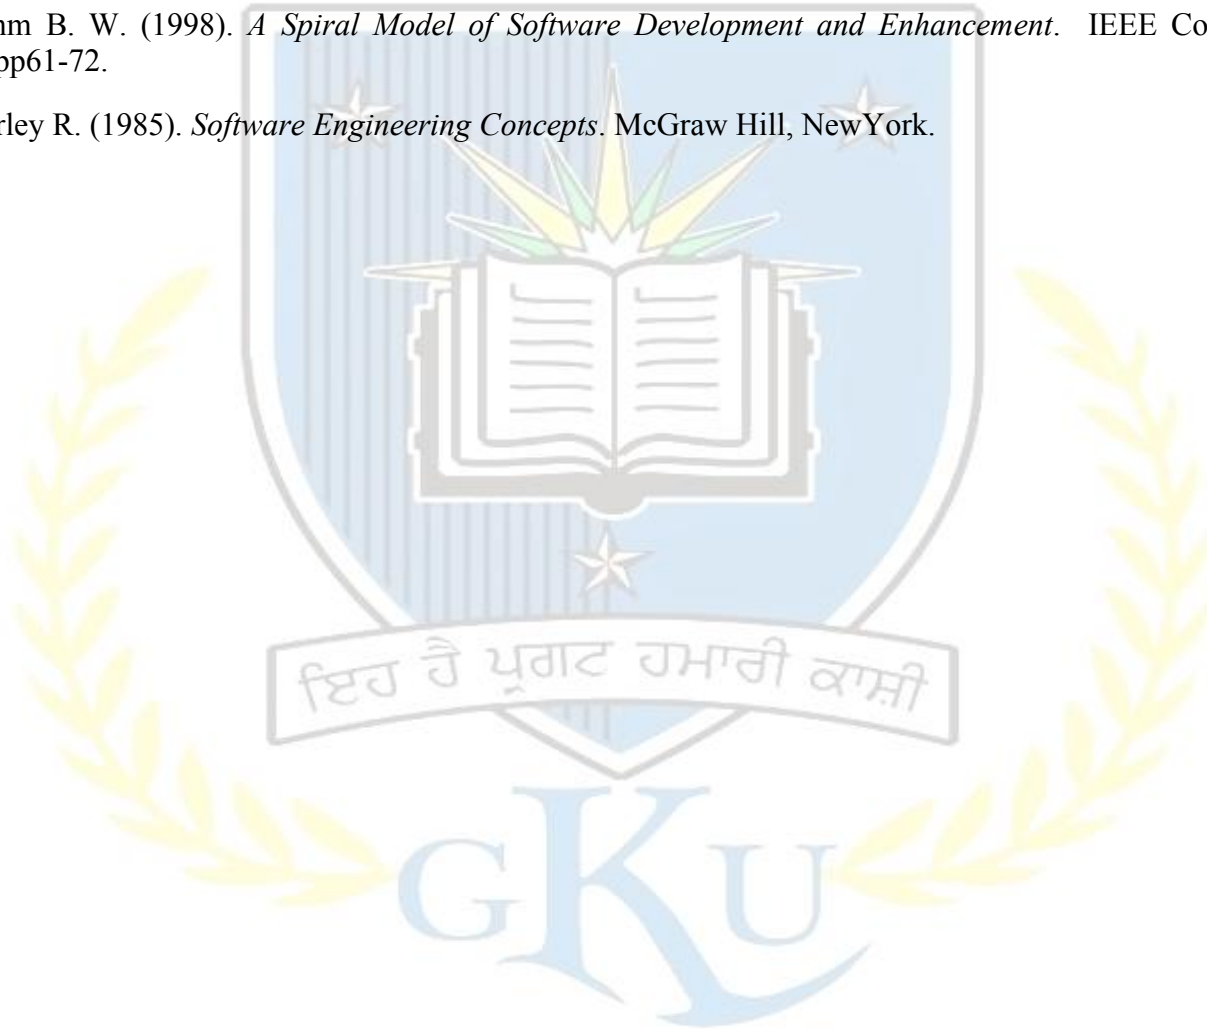 nm B. W. (1998). A Spiral Model of Software Development and Enhancement. IEEE Co
pp61-72.
rley R. (1985). Software Engineering Concepts. McGraw Hill, NewYork.
ਇਹ ਹੈ ਪ੍ਰਗਟ ਹਮਾਰੀ ਕਾਸ਼ੀ
GKU